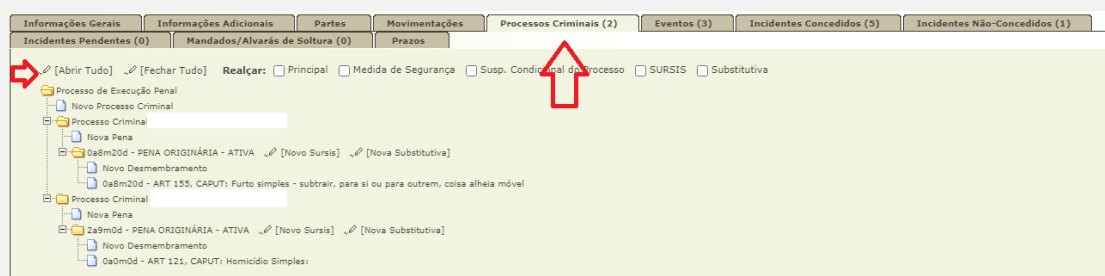 Informações Gerais Informações Adicionais Partes Movimentações Processos Criminais (2) Eventos (3) Incidentes Concedidos (5) Incidentes Não-Concedidos (1)
Incidentes Pendentes (0) Mandados/Alvarás de Soltura (0) Prazos
[Abrir Tudo] [Fechar Tudo] Realçar: Principal Medida de Segurança Susp. Condicional do Processo SURSIS Substitutiva
Processo de Execução Penal
Novo Processo Criminal
Processo Criminal
Nova Pena
0a8m20d - PENA ORIGINÁRIA - ATIVA [Novo Sursis] [Nova Substitutiva]
Novo Desmembramento
0a8m20d - ART 155, CAPUT: Furto simples - subtrair, para si ou para outrem, coisa alheia móvel
Processo Criminal
Nova Pena
2a9m0d - PENA ORIGINÁRIA - ATIVA [Novo Sursis] [Nova Substitutiva]
Novo Desmembramento
0a0m0d - ART 121, CAPUT: Homicídio Simples: